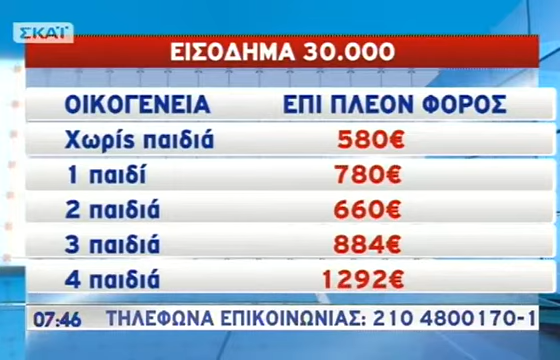 ΣΚΑΪ
ΕΙΣΟΔΗΜΑ 30.000
ΟΙΚΟΓΕΝΕΙΑ ΕΠΙ ΠΛΕΟΝ ΦΟΡΟΣ
Χωρίς παιδιά 580€
1 παιδί 780€
2 παιδιά 660€
3 παιδιά 884€
4 παιδιά 1292€
07:46 ΤΗΛΕΦΩΝΑ ΕΠΙΚΟΙΝΩΝΙΑΣ: 210 4800170-1